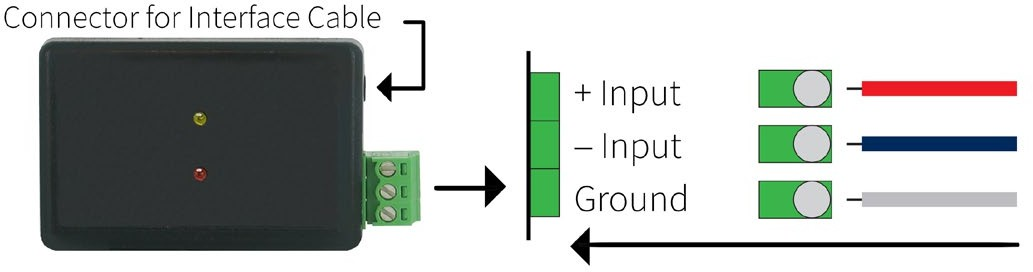 Connector for Interface Cable
+ Input
– Input
Ground